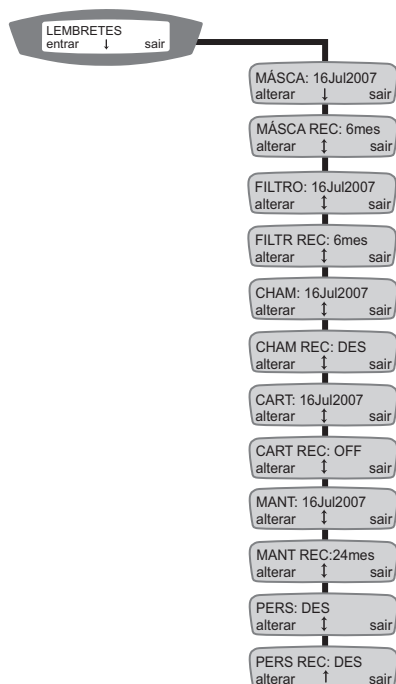 LEMBRETES
entrar ↓ sair
MÁSCA: 16Jul2007
alterar ↓ sair
MÁSCA REC: 6mes
alterar ↕ sair
FILTRO: 16Jul2007
alterar ↕ sair
FILTR REC: 6mes
alterar ↕ sair
CHAM: 16Jul2007
alterar ↕ sair
CHAM REC: DES
alterar ↕ sair
CART: 16Jul2007
alterar ↕ sair
CART REC: OFF
alterar ↕ sair
MANT: 16Jul2007
alterar ↕ sair
MANT REC:24mes
alterar ↕ sair
PERS: DES
alterar ↕ sair
PERS REC: DES
alterar ↑ sair